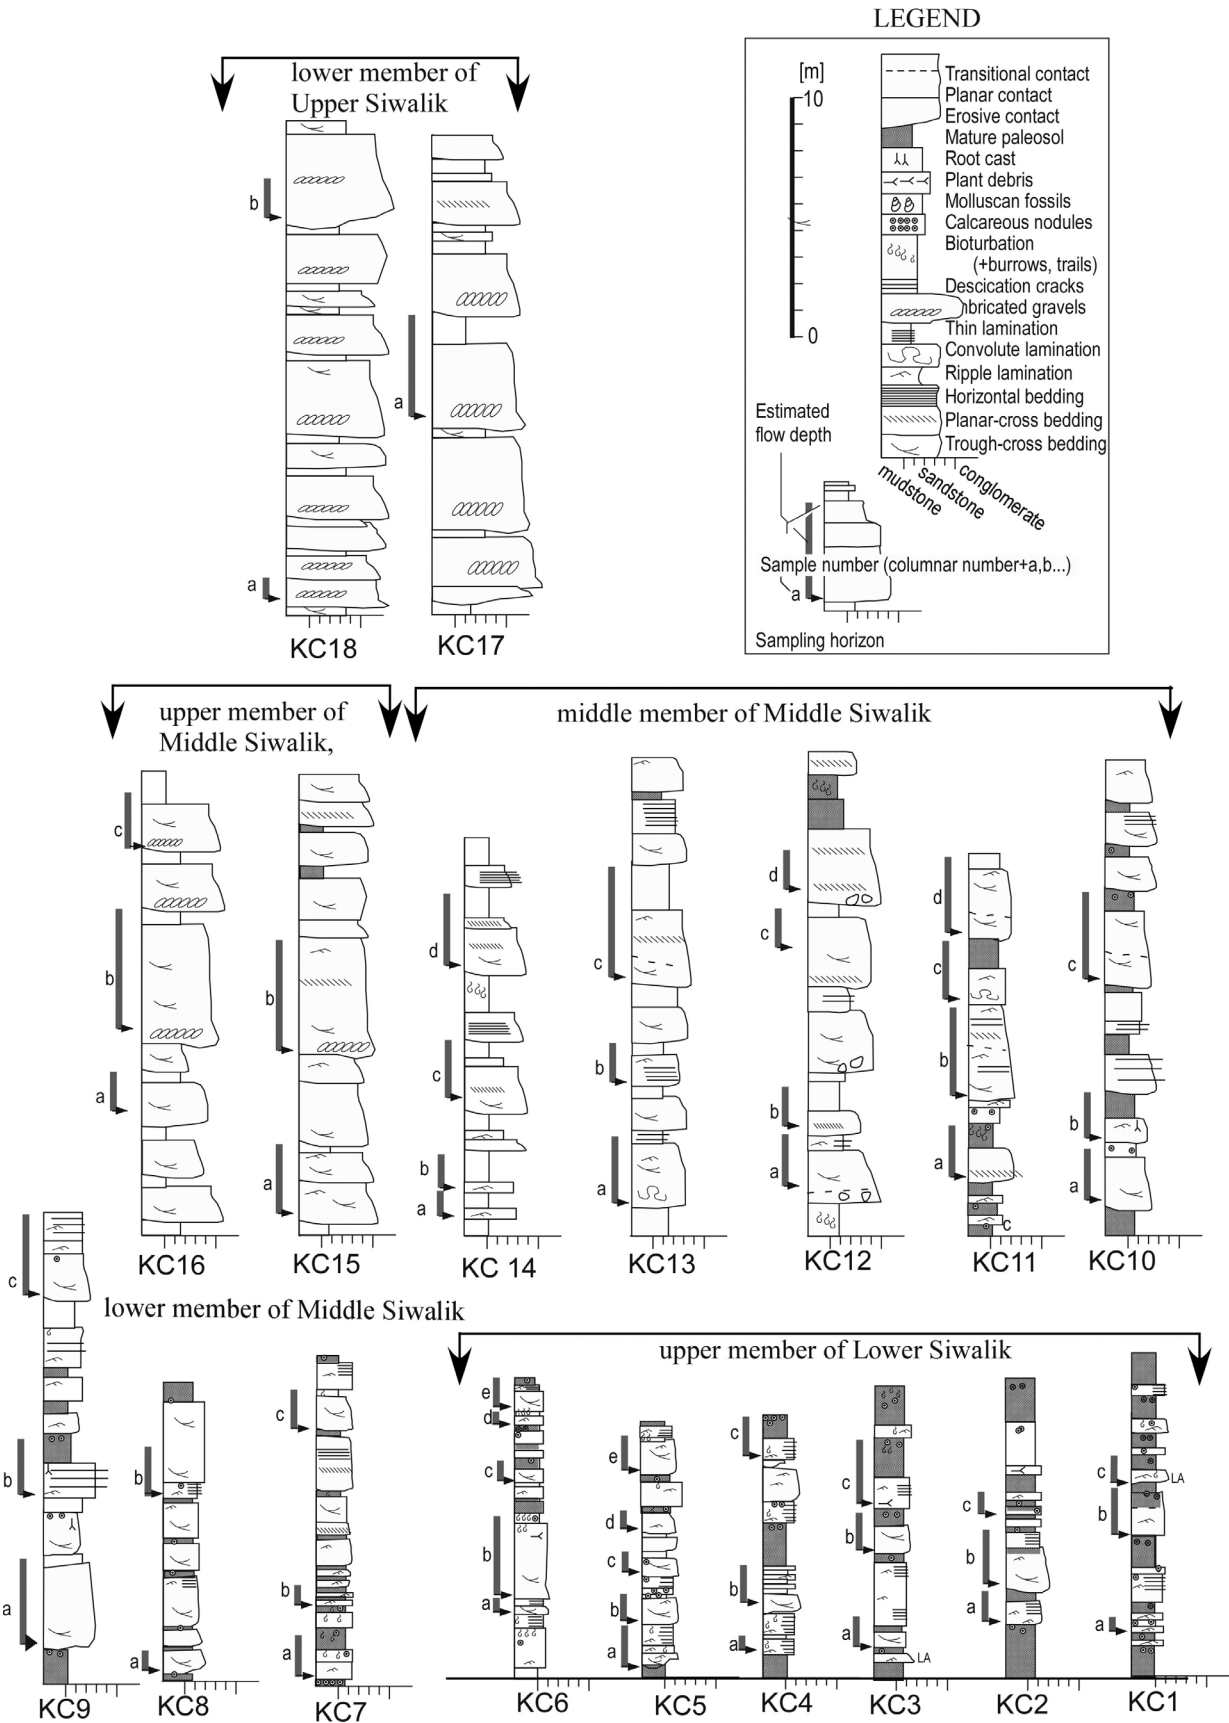 LEGEND
lower member of
Upper Siwalik
[m]
10
0
Transitional contact
Planar contact
Erosive contact
Mature paleosol
Root cast
Plant debris
Molluscan fossils
Calcareous nodules
Bioturbation
(+burrows, trails)
Descication cracks
mbricated gravels
Thin lamination
Convolute lamination
Ripple lamination
Horizontal bedding
Planar-cross bedding
Trough-cross bedding
mudstone
sandstone
conglomerate
Estimated
flow depth
Sample number (columnar number+a,b...)
a
Sampling horizon
b
a
KC18
a
KC17
upper member of
Middle Siwalik,
middle member of Middle Siwalik
c
b
a
KC16
b
a
KC15
d
c
b
a
KC 14
c
b
a
KC13
d
c
b
a
KC12
d
c
b
a
c
KC11
c
b
a
KC10
lower member of Middle Siwalik
upper member of Lower Siwalik
c
b
a
KC9
b
a
KC8
c
b
a
KC7
e
d
c
b
a
KC6
e
d
c
b
a
KC5
c
b
a
KC4
c
b
a
LA
KC3
c
b
a
KC2
c
LA
b
a
KC1